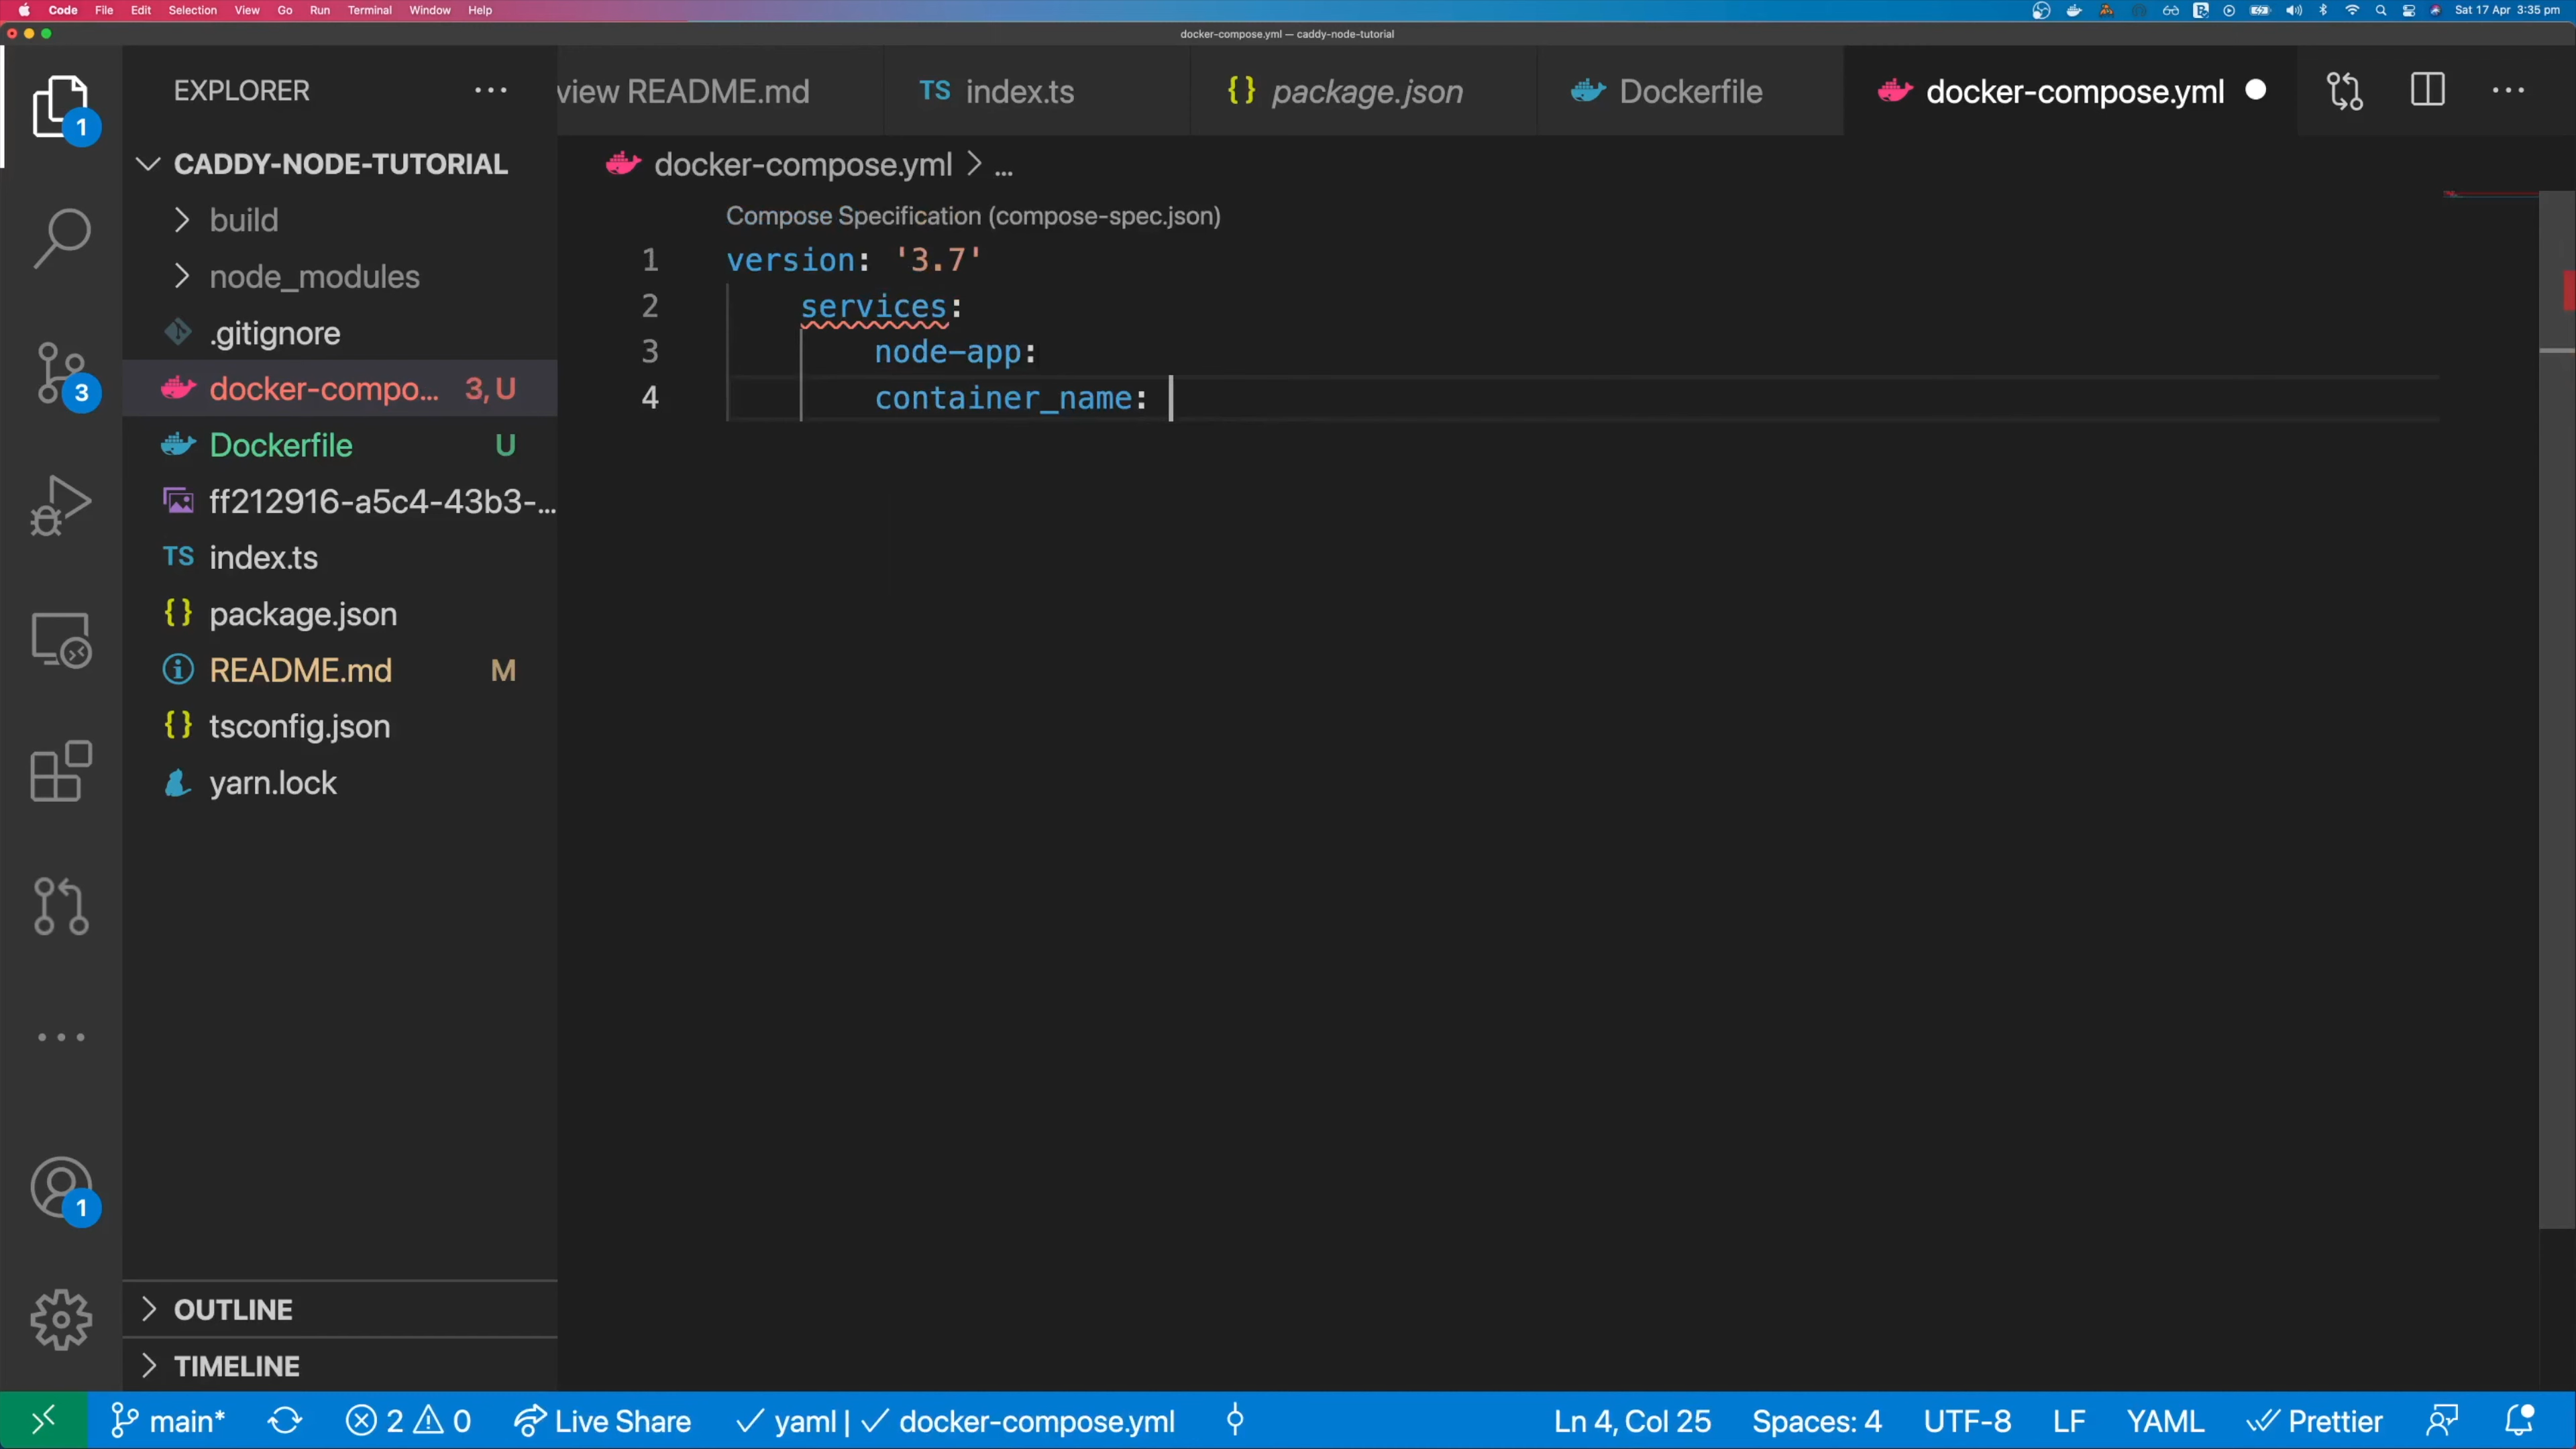 Code File Edit Selection View Go Run Terminal Window Help Sat 17 Apr 3:35 pm
docker-compose.yml — caddy-node-tutorial
EXPLORER
view README.md TS index.ts {} package.json Dockerfile docker-compose.yml
1
CADDY-NODE-TUTORIAL
build
node_modules
.gitignore
docker-compo... 3, U
Dockerfile U
ff212916-a5c4-43b3-...
TS index.ts
{} package.json
README.md M
{} tsconfig.json
yarn.lock
3
1
OUTLINE
TIMELINE
docker-compose.yml > ...
Compose Specification (compose-spec.json)
1 version: '3.7'
2 services:
3 node-app:
4 container_name:
main* 2 0 Live Share yaml | docker-compose.yml Ln 4, Col 25 Spaces: 4 UTF-8 LF YAML Prettier